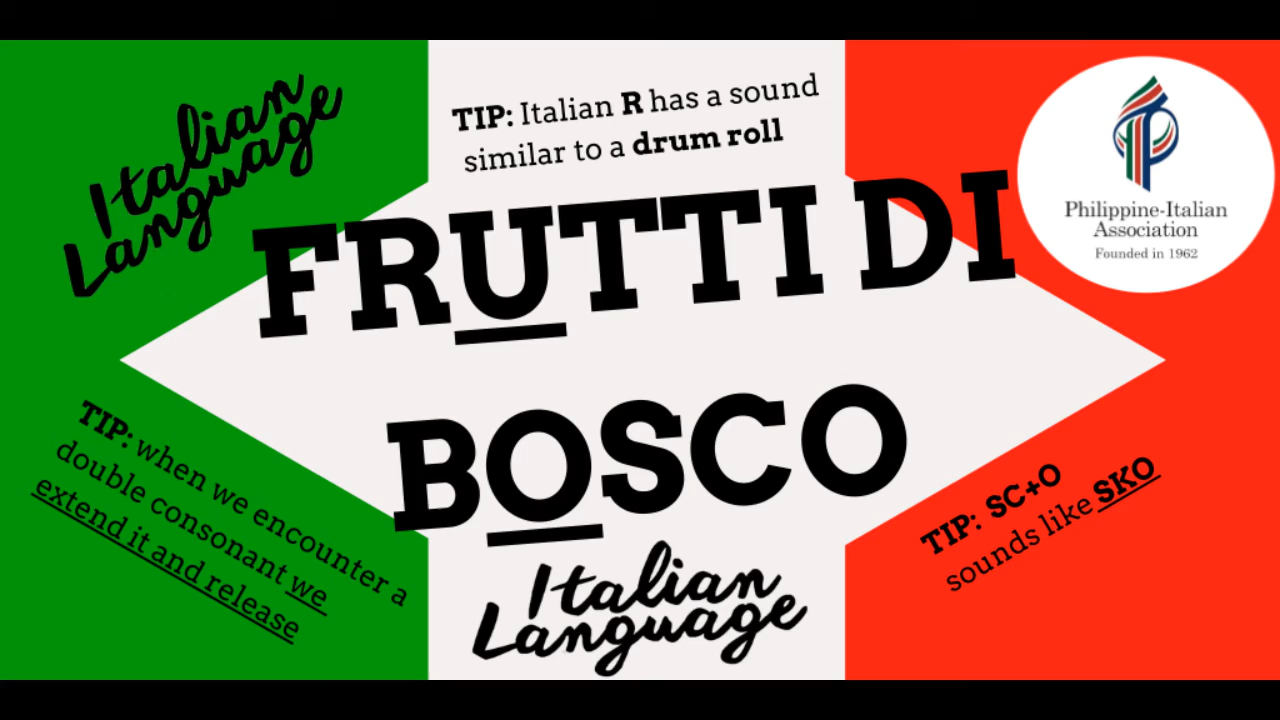 Italian
Language
TIP: Italian R has a sound
similar to a drum roll
Philippine-Italian
Association
Founded in 1962
FRUTTI DI
BOSCO
TIP: when we encounter a
double consonant we
extend it and release
TIP: SC+O
sounds like SKO
Italian
Language